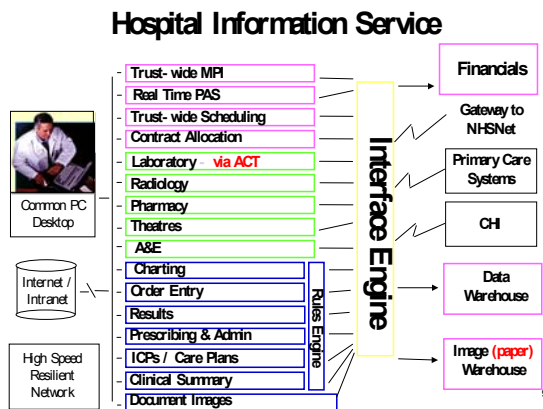 Hospital Information Service
Common PC
Desktop
Internet /
Intranet
High Speed
Resilient
Network
Trust- wide MPI
Real Time PAS
Trust- wide Scheduling
Contract Allocation
Laboratory - via ACT
Radiology
Pharmacy
Theatres
A&E
Charting
Order Entry
Results
Prescribing & Admin
ICPs / Care Plans
Clinical Summary
Document Images
Rules Engine
Interface Engine
Financials
Gateway to
NHSNet
Primary Care
Systems
CHI
Data
Warehouse
Image (paper)
Warehouse